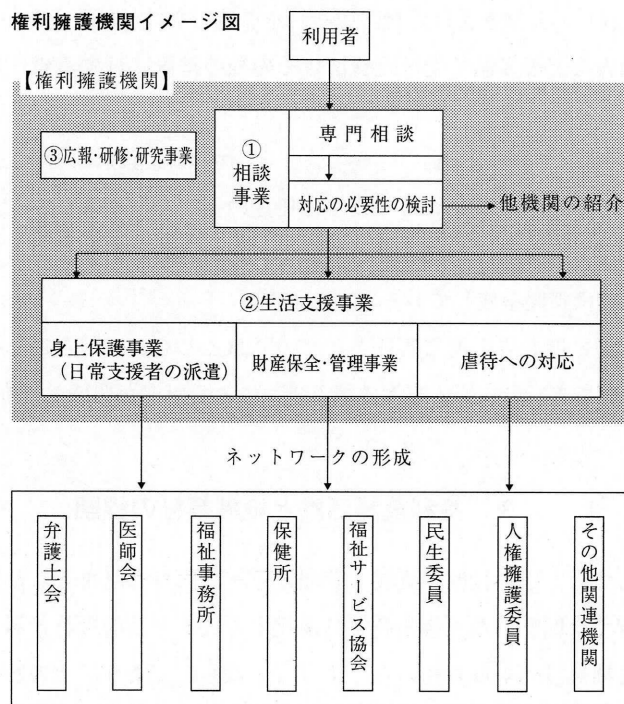 権利擁護機関イメージ図
利用者
【権利擁護機関】
③広報・研修・研究事業
①
相談
事業
専門相談
対応の必要性の検討
他機関の紹介
②生活支援事業
身上保護事業
（日常支援者の派遣）
財産保全・管理事業
虐待への対応
ネットワークの形成
弁護士会
医師会
福祉事務所
保健所
福祉サービス協会
民生委員
人権擁護委員
その他関連機関